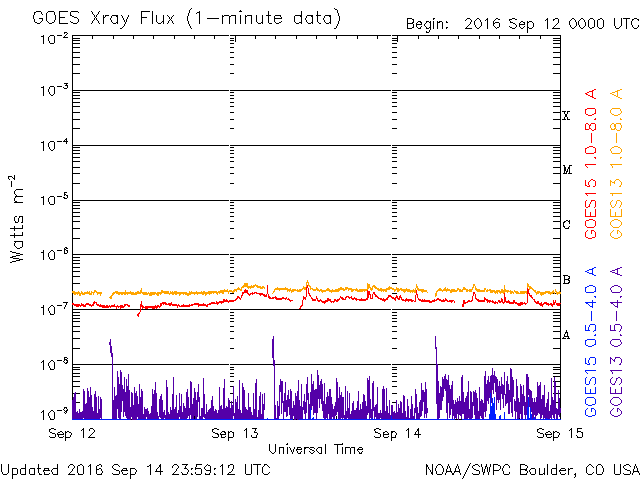 GOES Xray Flux (1-minute data)
Begin: 2016 Sep 12 0000 UTC
10⁻²
10⁻³
10⁻⁴
10⁻⁵
10⁻⁶
10⁻⁷
10⁻⁸
10⁻⁹
Watts m⁻²
X
M
C
B
A
GOES15 1.0-8.0 A
GOES13 1.0-8.0 A
GOES15 0.5-4.0 A
GOES13 0.5-4.0 A
Sep 12
Sep 13
Sep 14
Sep 15
Universal Time
Updated 2016 Sep 14 23:59:12 UTC
NOAA/SWPC Boulder, CO USA